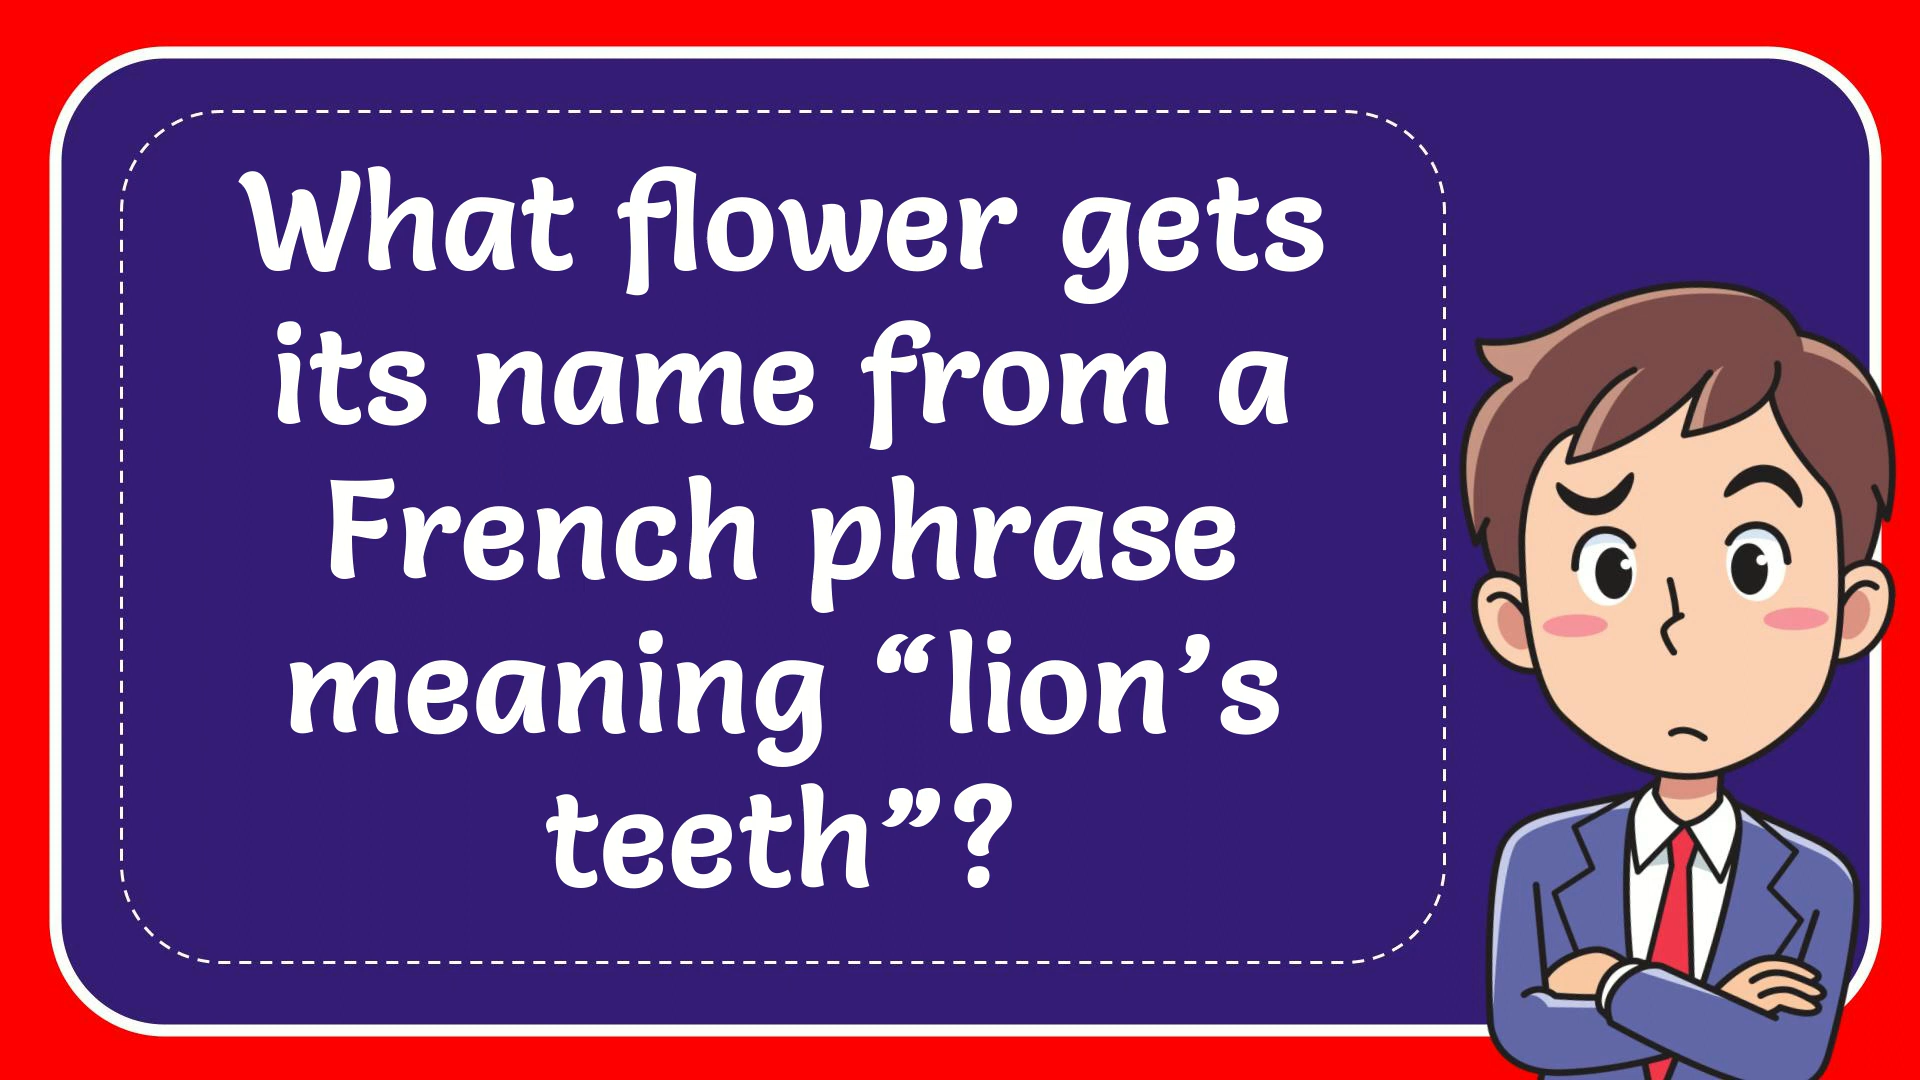 What flower gets
its name from a
French phrase
meaning “lion’s
teeth”?